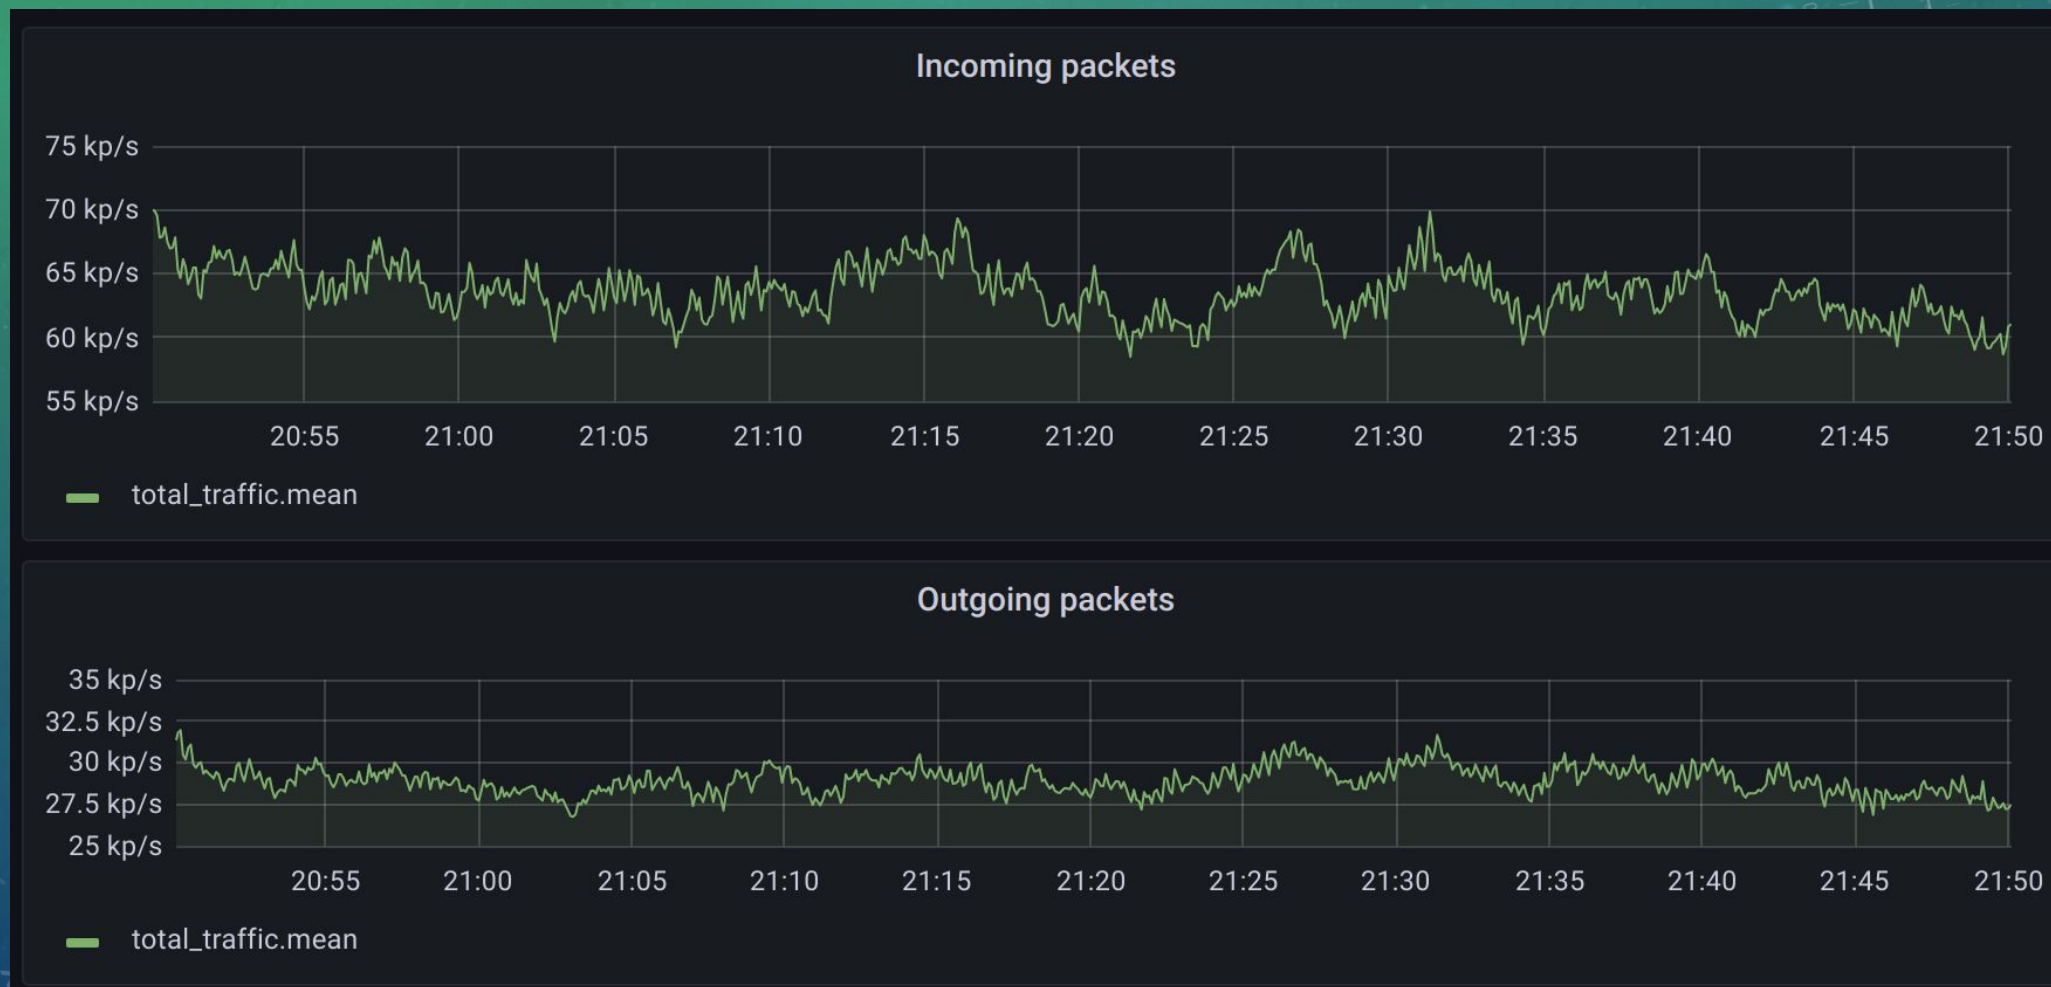 Incoming packets
75 kp/s
70 kp/s
65 kp/s
60 kp/s
55 kp/s
20:55 21:00 21:05 21:10 21:15 21:20 21:25 21:30 21:35 21:40 21:45 21:50
total_traffic.mean
Outgoing packets
35 kp/s
32.5 kp/s
30 kp/s
27.5 kp/s
25 kp/s
20:55 21:00 21:05 21:10 21:15 21:20 21:25 21:30 21:35 21:40 21:45 21:50
total_traffic.mean